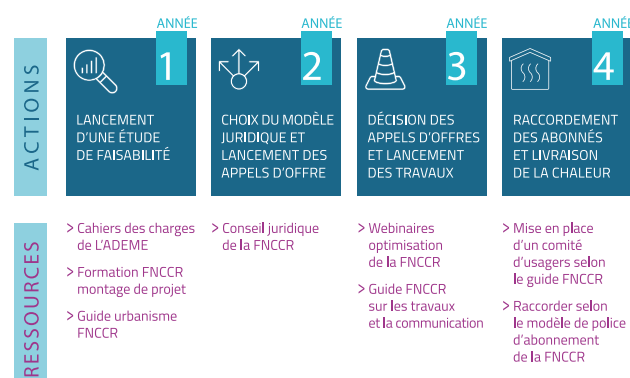 ACTIONS
ANNÉE
1
LANCEMENT
D'UNE ÉTUDE
DE FAISABILITÉ
ANNÉE
2
CHOIX DU MODÈLE
JURIDIQUE ET
LANCEMENT DES
APPELS D'OFFRE
ANNÉE
3
DÉCISION DES
APPELS D'OFFRES
ET LANCEMENT
DES TRAVAUX
ANNÉE
4
RACCORDEMENT
DES ABONNÉS
ET LIVRAISON
DE LA CHALEUR
RESSOURCES
> Cahiers des charges
de L'ADEME
> Formation FNCCR
montage de projet
> Guide urbanisme
FNCCR
> Conseil juridique
de la FNCCR
> Webinaires
optimisation
de la FNCCR
> Guide FNCCR
sur les travaux
et la communication
> Mise en place
d'un comité
d'usagers selon
le guide FNCCR
> Raccorder selon
le modèle de police
d'abonnement
de la FNCCR